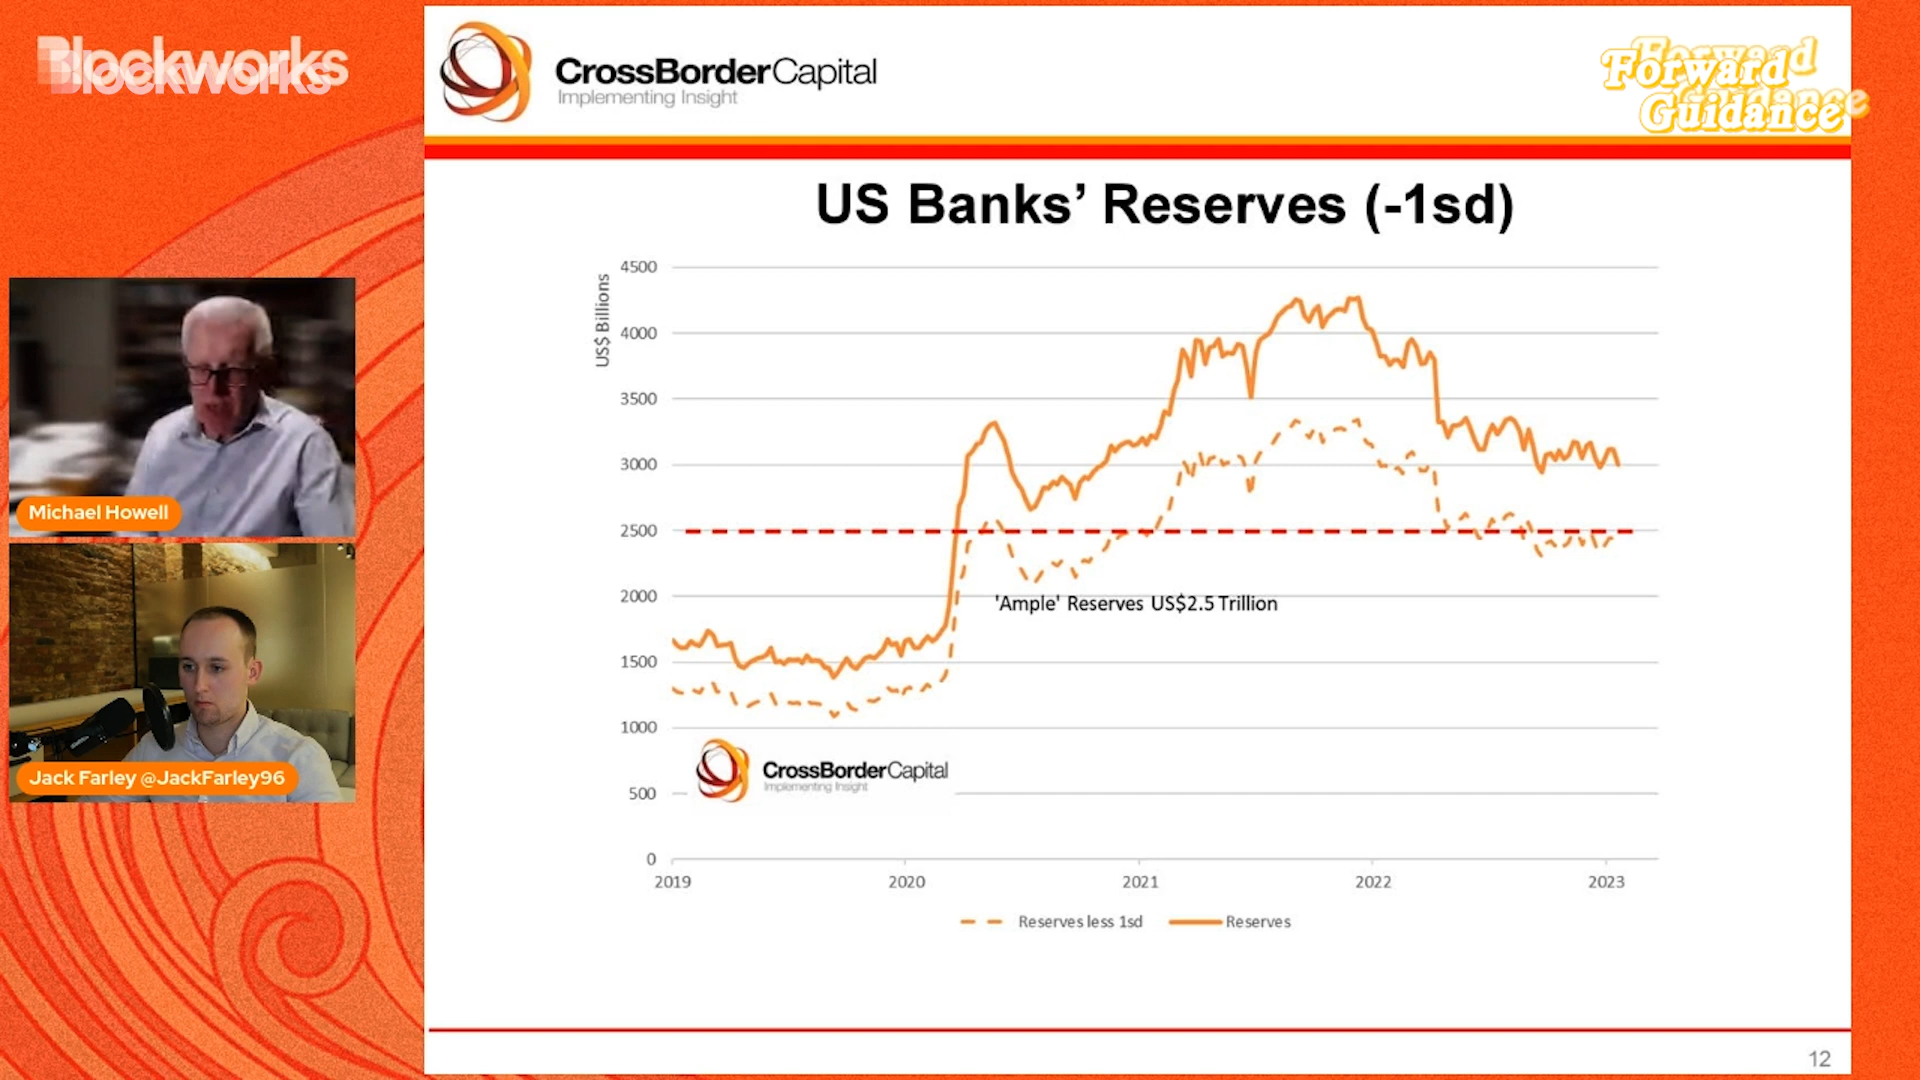 Blockworks
CrossBorderCapital
Implementing Insight
Forward
Guidance
US Banks’ Reserves (-1sd)
US$ Billions
4500
4000
3500
3000
2500
2000
1500
1000
500
0
'Ample' Reserves US$2.5 Trillion
CrossBorderCapital
Implementing Insight
2019
2020
2021
2022
2023
Reserves less 1sd
Reserves
Michael Howell
Jack Farley @JackFarley96
12